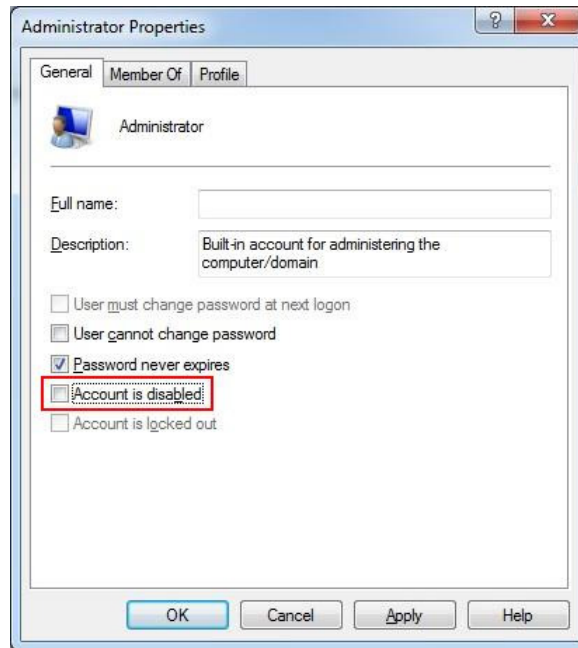 Administrator Properties
General Member Of Profile
Administrator
Full name:
Description: Built-in account for administering the
computer/domain
User must change password at next logon
User cannot change password
Password never expires
Account is disabled
Account is locked out
OK Cancel Apply Help